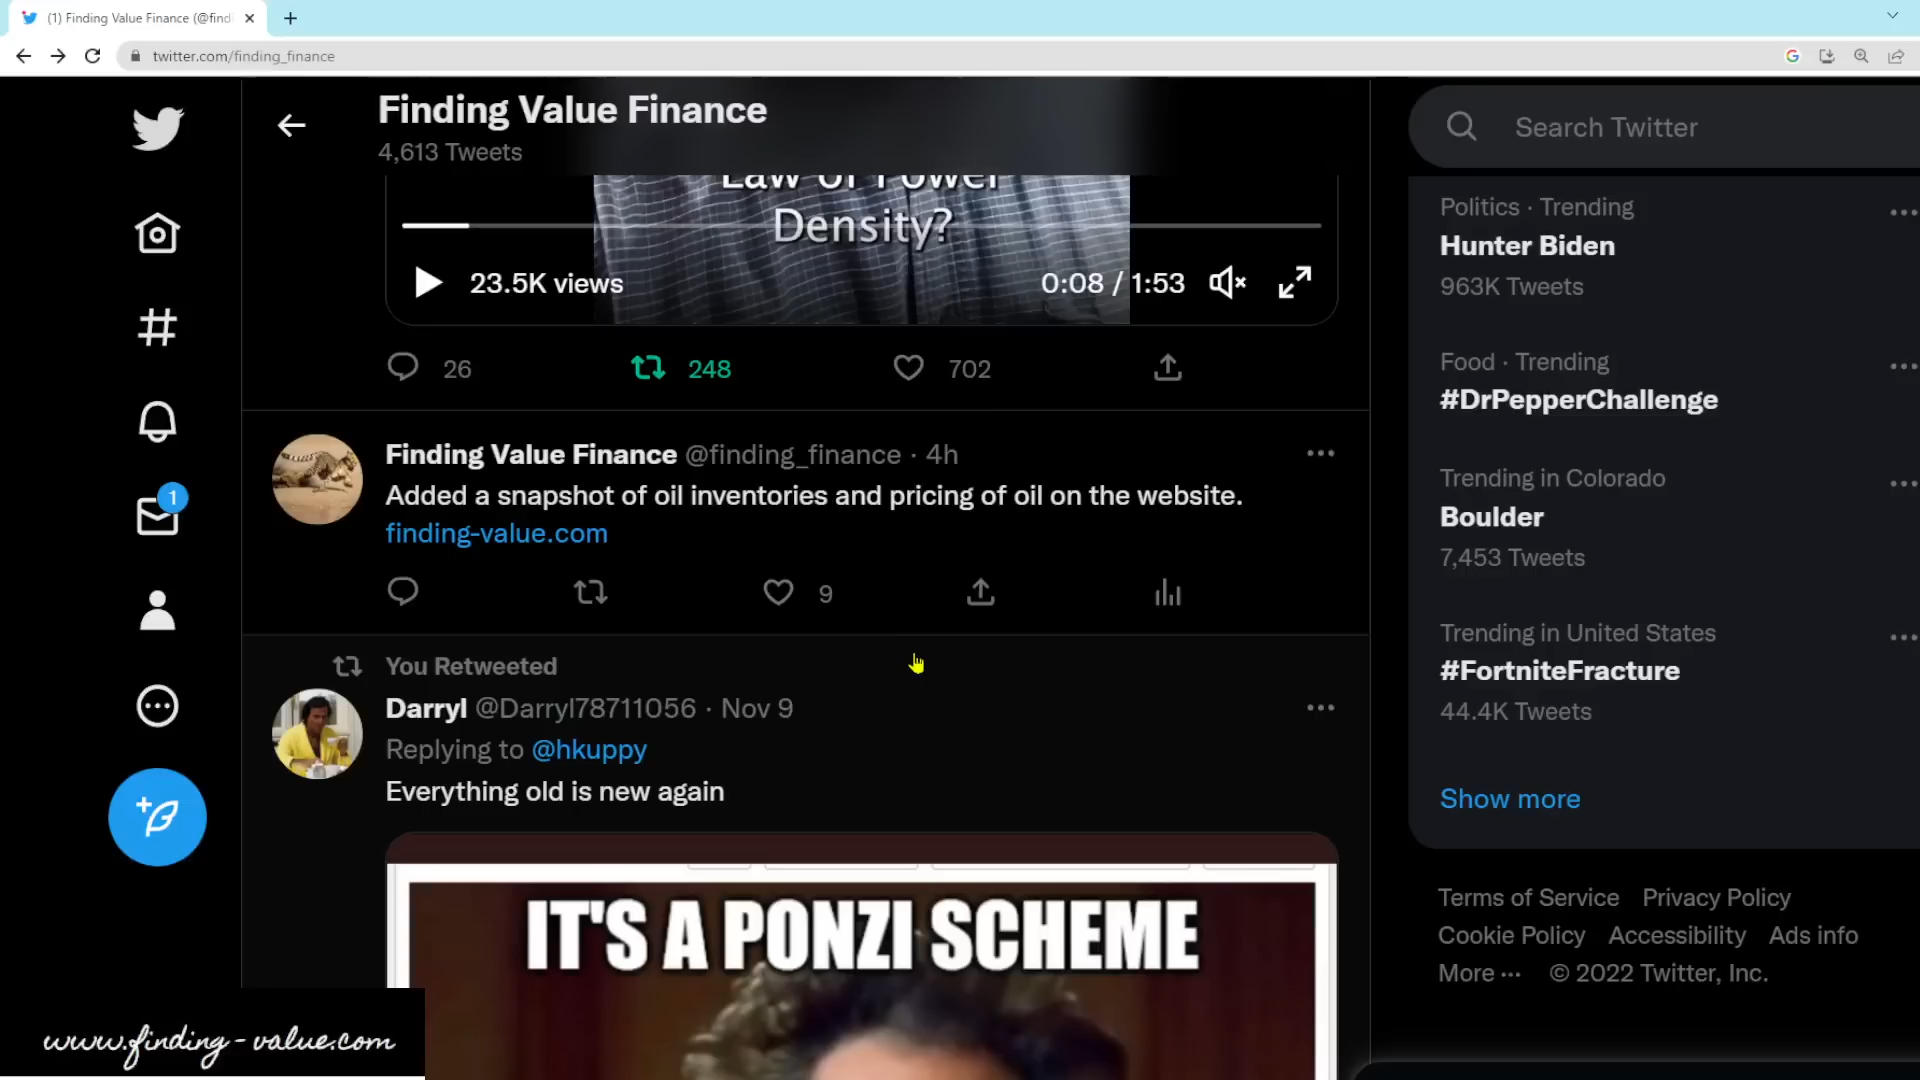 (1) Finding Value Finance (@find
twitter.com/finding_finance
Finding Value Finance
4,613 Tweets
Search Twitter
Law of Power
Density?
23.5K views
0:08 / 1:53
26
248
702
Finding Value Finance @finding_finance · 4h
Added a snapshot of oil inventories and pricing of oil on the website.
finding-value.com
9
1
You Retweeted
Darryl @Darryl78711056 · Nov 9
Replying to @hkuppy
Everything old is new again
IT'S A PONZI SCHEME
Politics · Trending
Hunter Biden
963K Tweets
Food · Trending
#DrPepperChallenge
Trending in Colorado
Boulder
7,453 Tweets
Trending in United States
#FortniteFracture
44.4K Tweets
Show more
Terms of Service Privacy Policy
Cookie Policy Accessibility Ads info
More ··· © 2022 Twitter, Inc.
www.finding-value.com